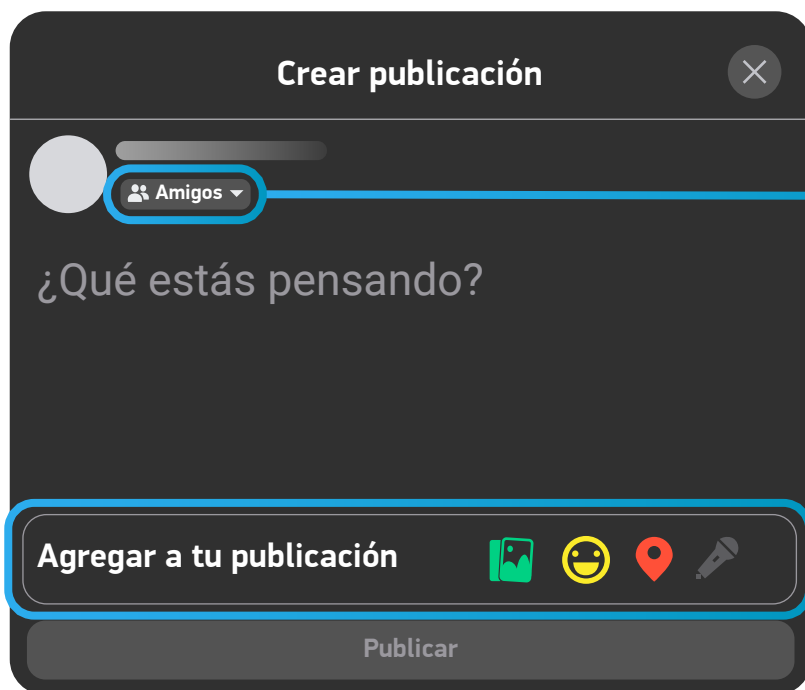 Crear publicación
Amigos
¿Qué estás pensando?
Agregar a tu publicación
Publicar